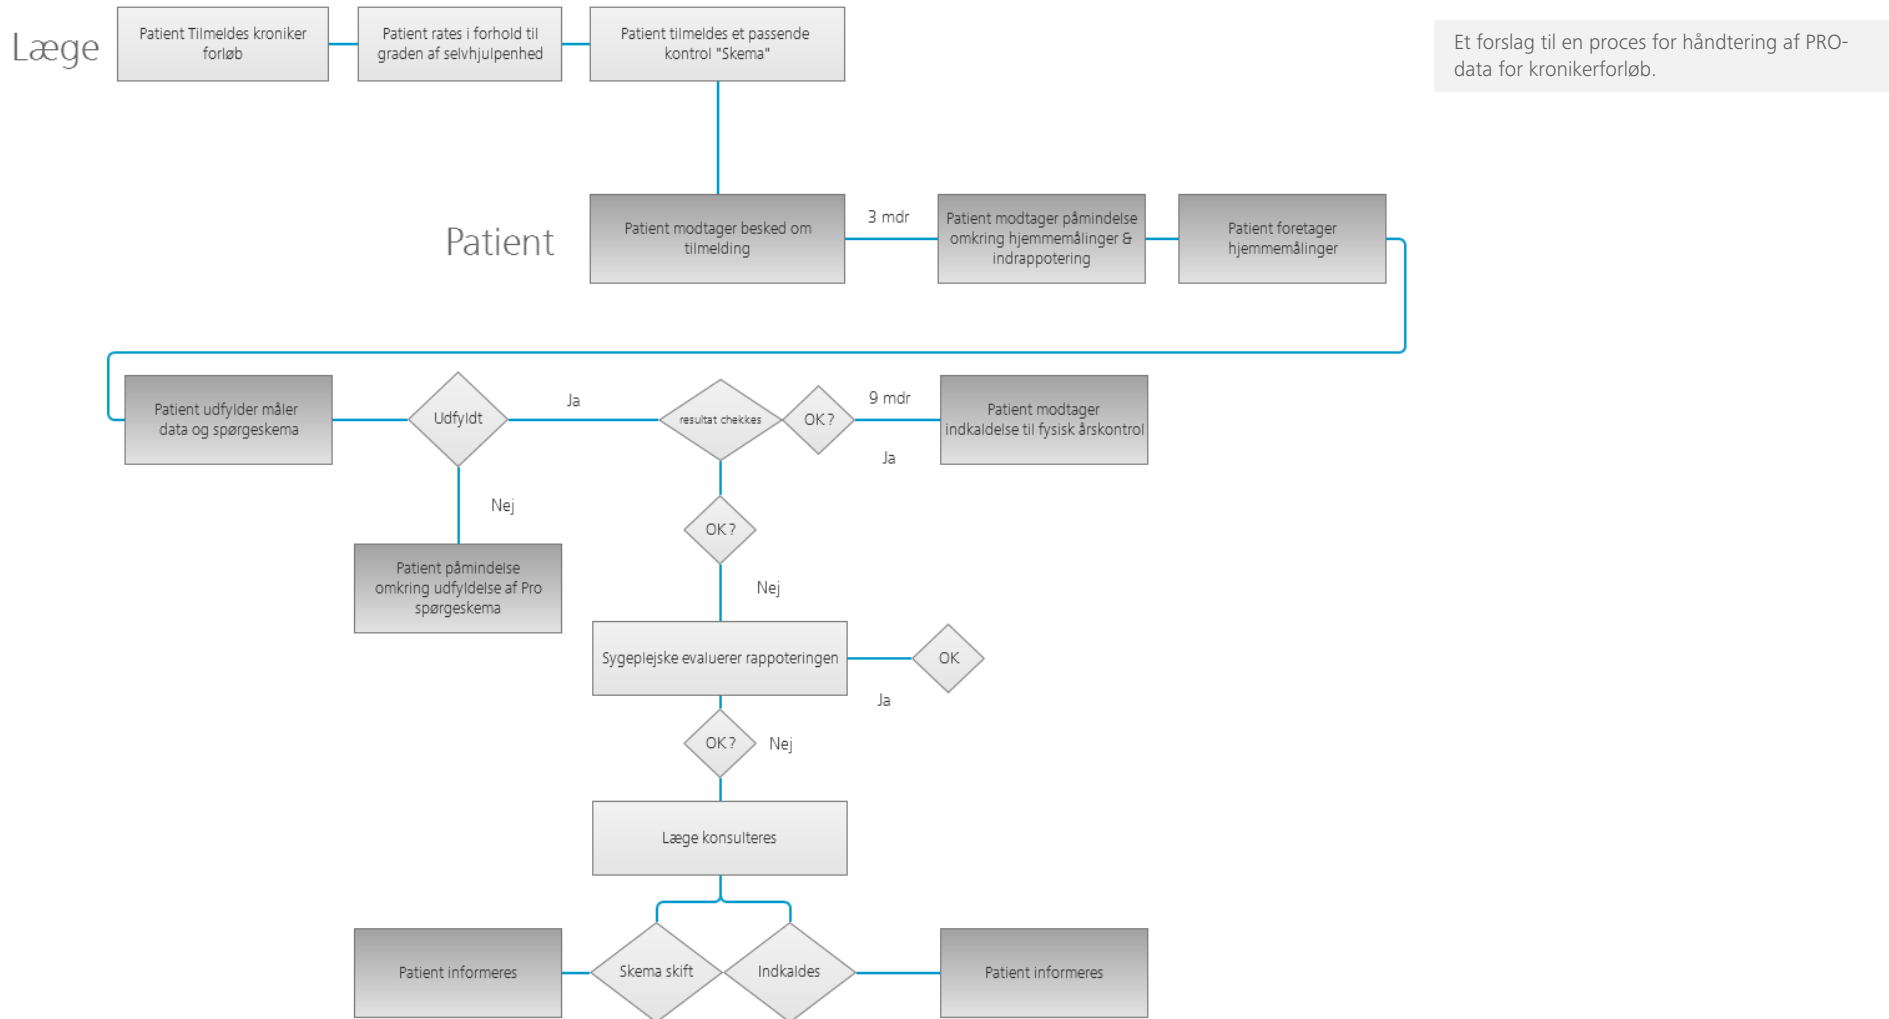 Læge
Patient Tilmeldes kroniker
forløb
Patient rates i forhold til
graden af selvhjulpenhed
Patient tilmeldes et passende
kontrol "Skema"
Et forslag til en proces for håndtering af PRO-
data for kronikerforløb.
Patient
Patient modtager besked om
tilmelding
3 mdr
Patient modtager påmindelse
omkring hjemmemålinger &
indrappotering
Patient foretager
hjemmemålinger
Patient udfylder måler
data og spørgeskema
Udfyldt
Ja
resultat chekkes
OK?
9 mdr
Ja
Patient modtager
indkaldelse til fysisk årskontrol
Nej
Patient påmindelse
omkring udfyldelse af Pro
spørgeskema
OK?
Nej
Sygeplejske evaluerer rappoteringen
OK
Ja
OK?
Nej
Læge konsulteres
Patient informeres
Skema skift
Indkaldes
Patient informeres